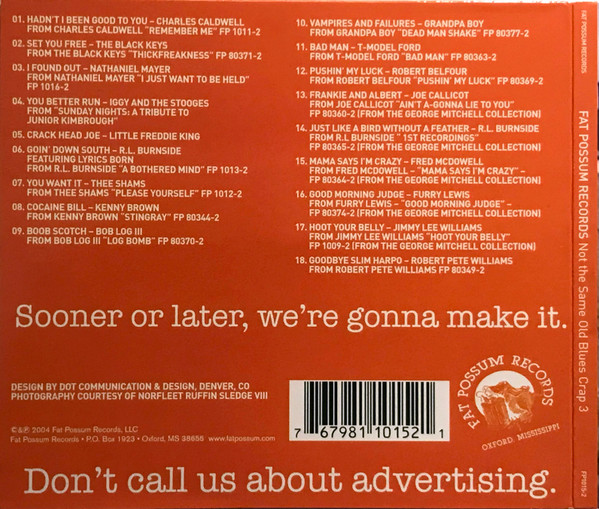 01. HADN'T I BEEN GOOD TO YOU – CHARLES CALDWELL
FROM CHARLES CALDWELL "REMEMBER ME" FP 1011-2
02. SET YOU FREE – THE BLACK KEYS
FROM THE BLACK KEYS "THICKFREAKNESS" FP 80371-2
03. I FOUND OUT – NATHANIEL MAYER
FROM NATHANIEL MAYER "I JUST WANT TO BE HELD"
FP 1016-2
04. YOU BETTER RUN – IGGY AND THE STOOGES
FROM "SUNDAY NIGHTS: A TRIBUTE TO
JUNIOR KIMBROUGH"
05. CRACK HEAD JOE – LITTLE FREDDIE KING
06. GOIN' DOWN SOUTH – R.L. BURNSIDE
FEATURING LYRICS BORN
FROM R.L. BURNSIDE "A BOTHERED MIND" FP 1013-2
07. YOU WANT IT – THEE SHAMS
FROM THEE SHAMS "PLEASE YOURSELF" FP 1012-2
08. COCAINE BILL – KENNY BROWN
FROM KENNY BROWN "STINGRAY" FP 80344-2
09. BOOB SCOTCH – BOB LOG III
FROM BOB LOG III "LOG BOMB" FP 80370-2
10. VAMPIRES AND FAILURES – GRANDPA BOY
FROM GRANDPA BOY "DEAD MAN SHAKE" FP 80377-2
11. BAD MAN – T-MODEL FORD
FROM T-MODEL FORD "BAD MAN" FP 80363-2
12. PUSHIN' MY LUCK – ROBERT BELFOUR
FROM ROBERT BELFOUR "PUSHIN' MY LUCK" FP 80369-2
13. FRANKIE AND ALBERT – JOE CALLICOT
FROM JOE CALLICOT "AIN'T A-GONNA LIE TO YOU"
FP 80360-2 (FROM THE GEORGE MITCHELL COLLECTION)
14. JUST LIKE A BIRD WITHOUT A FEATHER – R.L. BURNSIDE
FROM R.L BURNSIDE " 1ST RECORDINGS"
FP 80365-2 (FROM THE GEORGE MITCHELL COLLECTION)
15. MAMA SAYS I'M CRAZY – FRED MCDOWELL
FROM FRED MCDOWELL – "MAMA SAYS I'M CRAZY" –
FP 80364-2 (FROM THE GEORGE MITCHELL COLLECTION)
16. GOOD MORNING JUDGE – FURRY LEWIS
FROM FURRY LEWIS – "GOOD MORNING JUDGE" –
FP 80374-2 (FROM THE GEORGE MITCHELL COLLECTION)
17. HOOT YOUR BELLY – JIMMY LEE WILLIAMS
FROM JIMMY LEE WILLIAMS "HOOT YOUR BELLY"
FP 1009-2 (FROM THE GEORGE MITCHELL COLLECTION)
18. GOODBYE SLIM HARPO – ROBERT PETE WILLIAMS
FROM ROBERT PETE WILLIAMS FP 80349-2
Sooner or later, we're gonna make it.
DESIGN BY DOT COMMUNICATION & DESIGN, DENVER, CO
PHOTOGRAPHY COURTESY OF NORFLEET RUFFIN SLEDGE VIII
©&℗ 2004 Fat Possum Records, LLC
Fat Possum Records • P.O. Box 1923 • Oxford, MS 38658 www.fatpossum.com
7 67981 10152 1
FAT POSSUM RECORDS
OXFORD, MISSISSIPPI
Don't call us about advertising.
FAT POSSUM RECORDS
FAT POSSUM RECORDS Not the Same Old Blues Crap 3
FP1015-2